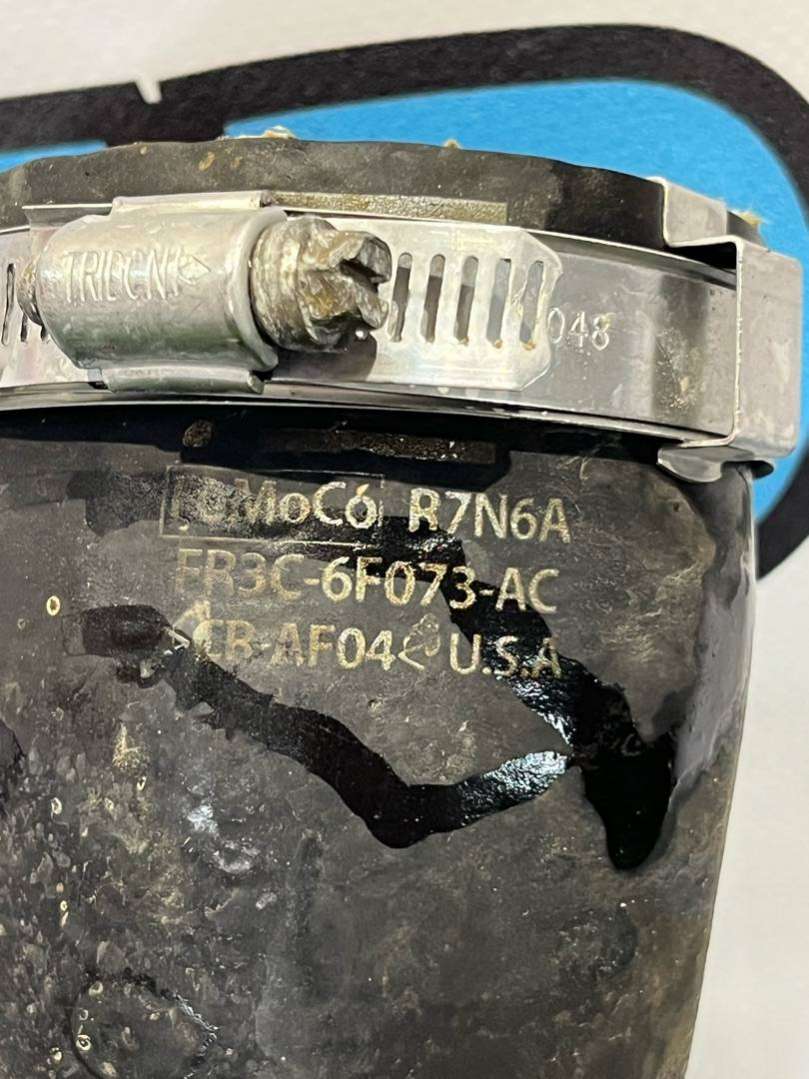 TRIDENT
048
FoMoCo R7N6A
FR3C-6F073-AC
>CR-AF04< U.S.A